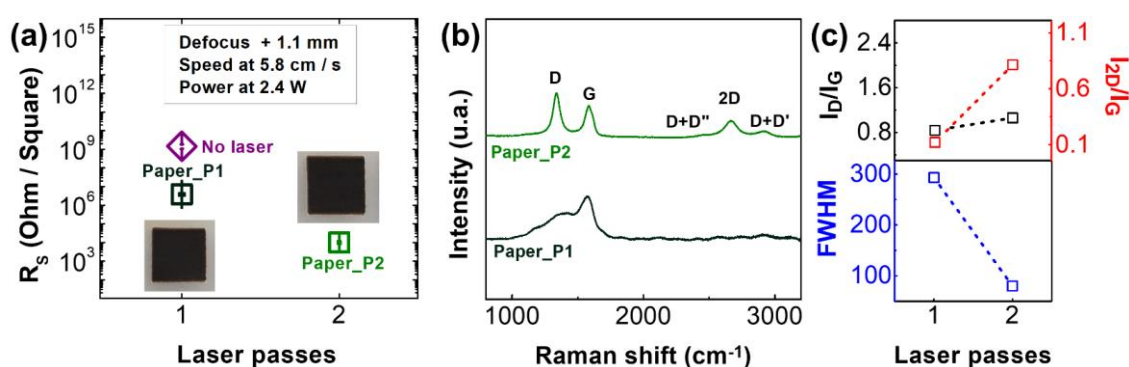 (a)
10^15
10^12
10^9
10^6
10^3
R_S (Ohm / Square)
Defocus + 1.1 mm
Speed at 5.8 cm / s
Power at 2.4 W
No laser
Paper_P1
Paper_P2
1 2
Laser passes
(b)
Intensity (u.a.)
D
G
2D
D+D" D+D'
Paper_P2
Paper_P1
1000 2000 3000
Raman shift (cm^-1)
(c)
2.4
1.6
0.8
I_D/I_G
1.1
0.6
0.1
I_2D/I_G
300
200
100
FWHM
1 2
Laser passes